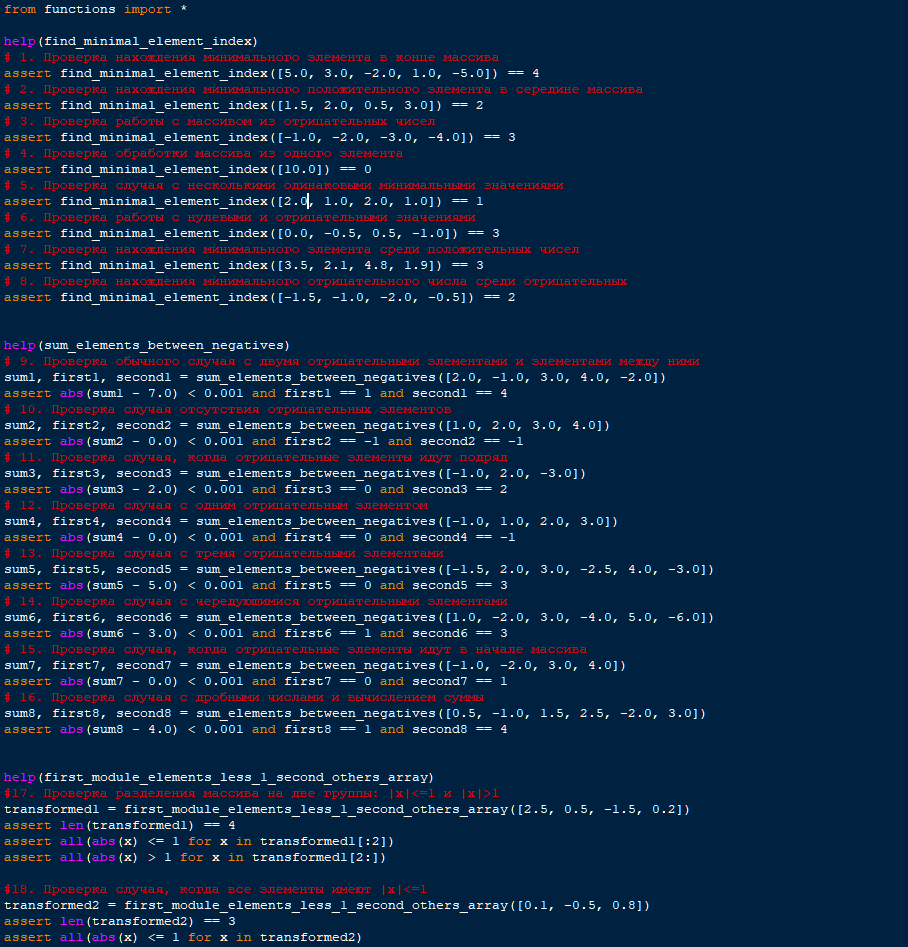 from functions import *
help(find_minimal_element_index)
# 1. Проверка нахождения минимального элемента в конце массива
assert find_minimal_element_index([5.0, 3.0, -2.0, 1.0, -5.0]) == 4
# 2. Проверка нахождения минимального положительного элемента в середине массива
assert find_minimal_element_index([1.5, 2.0, 0.5, 3.0]) == 2
# 3. Проверка работы с массивом из отрицательных чисел
assert find_minimal_element_index([-1.0, -2.0, -3.0, -4.0]) == 3
# 4. Проверка обработки массива из одного элемента
assert find_minimal_element_index([10.0]) == 0
# 5. Проверка случая с несколькими одинаковыми минимальными значениями
assert find_minimal_element_index([2.0, 1.0, 2.0, 1.0]) == 1
# 6. Проверка работы с нулевыми и отрицательными значениями
assert find_minimal_element_index([0.0, -0.5, 0.5, -1.0]) == 3
# 7. Проверка нахождения минимального элемента среди положительных чисел
assert find_minimal_element_index([3.5, 2.1, 4.8, 1.9]) == 3
# 8. Проверка нахождения минимального отрицательного числа среди отрицательных
assert find_minimal_element_index([-1.5, -1.0, -2.0, -0.5]) == 2
help(sum_elements_between_negatives)
# 9. Проверка обычного случая с двумя отрицательными элементами и элементами между ними
sum1, first1, second1 = sum_elements_between_negatives([2.0, -1.0, 3.0, 4.0, -2.0])
assert abs(sum1 - 7.0) < 0.001 and first1 == 1 and second1 == 4
# 10. Проверка случая отсутствия отрицательных элементов
sum2, first2, second2 = sum_elements_between_negatives([1.0, 2.0, 3.0, 4.0])
assert abs(sum2 - 0.0) < 0.001 and first2 == -1 and second2 == -1
# 11. Проверка случая, когда отрицательные элементы идут подряд
sum3, first3, second3 = sum_elements_between_negatives([-1.0, 2.0, -3.0])
assert abs(sum3 - 2.0) < 0.001 and first3 == 0 and second3 == 2
# 12. Проверка случая с одним отрицательным элементом
sum4, first4, second4 = sum_elements_between_negatives([-1.0, 1.0, 2.0, 3.0])
assert abs(sum4 - 0.0) < 0.001 and first4 == 0 and second4 == -1
# 13. Проверка случая с тремя отрицательными элементами
sum5, first5, second5 = sum_elements_between_negatives([-1.5, 2.0, 3.0, -2.5, 4.0, -3.0])
assert abs(sum5 - 5.0) < 0.001 and first5 == 0 and second5 == 3
# 14. Проверка случая с чередующимися отрицательными элементами
sum6, first6, second6 = sum_elements_between_negatives([1.0, -2.0, 3.0, -4.0, 5.0, -6.0])
assert abs(sum6 - 3.0) < 0.001 and first6 == 1 and second6 == 3
# 15. Проверка случая, когда отрицательные элементы идут в начале массива
sum7, first7, second7 = sum_elements_between_negatives([-1.0, -2.0, 3.0, 4.0])
assert abs(sum7 - 0.0) < 0.001 and first7 == 0 and second7 == 1
# 16. Проверка случая с дробными числами и вычислением суммы
sum8, first8, second8 = sum_elements_between_negatives([0.5, -1.0, 1.5, 2.5, -2.0, 3.0])
assert abs(sum8 - 4.0) < 0.001 and first8 == 1 and second8 == 4
help(first_module_elements_less_1_second_others_array)
#17. Проверка разделения массива на две группы: |x|<=1 и |x|>1
transformed1 = first_module_elements_less_1_second_others_array([2.5, 0.5, -1.5, 0.2])
assert len(transformed1) == 4
assert all(abs(x) <= 1 for x in transformed1[:2])
assert all(abs(x) > 1 for x in transformed1[2:])
#18. Проверка случая, когда все элементы имеют |x|<=1
transformed2 = first_module_elements_less_1_second_others_array([0.1, -0.5, 0.8])
assert len(transformed2) == 3
assert all(abs(x) <= 1 for x in transformed2)